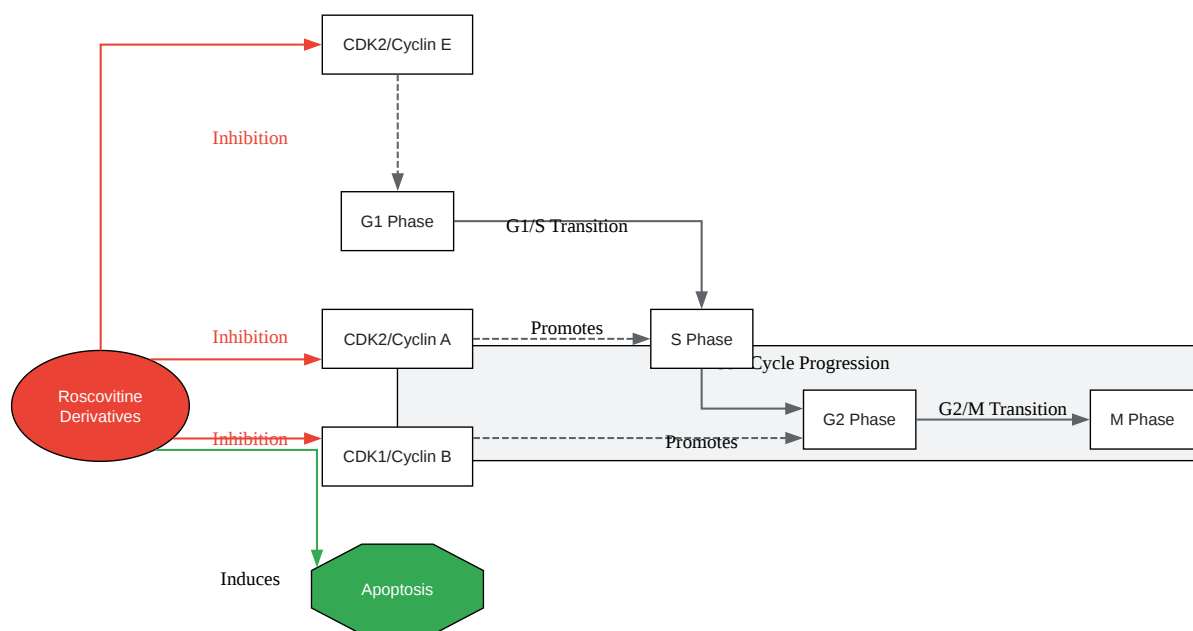 CDK2/Cyclin E
Inhibition
G1 Phase
G1/S Transition
CDK2/Cyclin A
Inhibition
Promotes
S Phase
Cycle Progression
Roscovitine
Derivatives
G2 Phase
G2/M Transition
M Phase
Inhibition
CDK1/Cyclin B
Promotes
Induces
Apoptosis